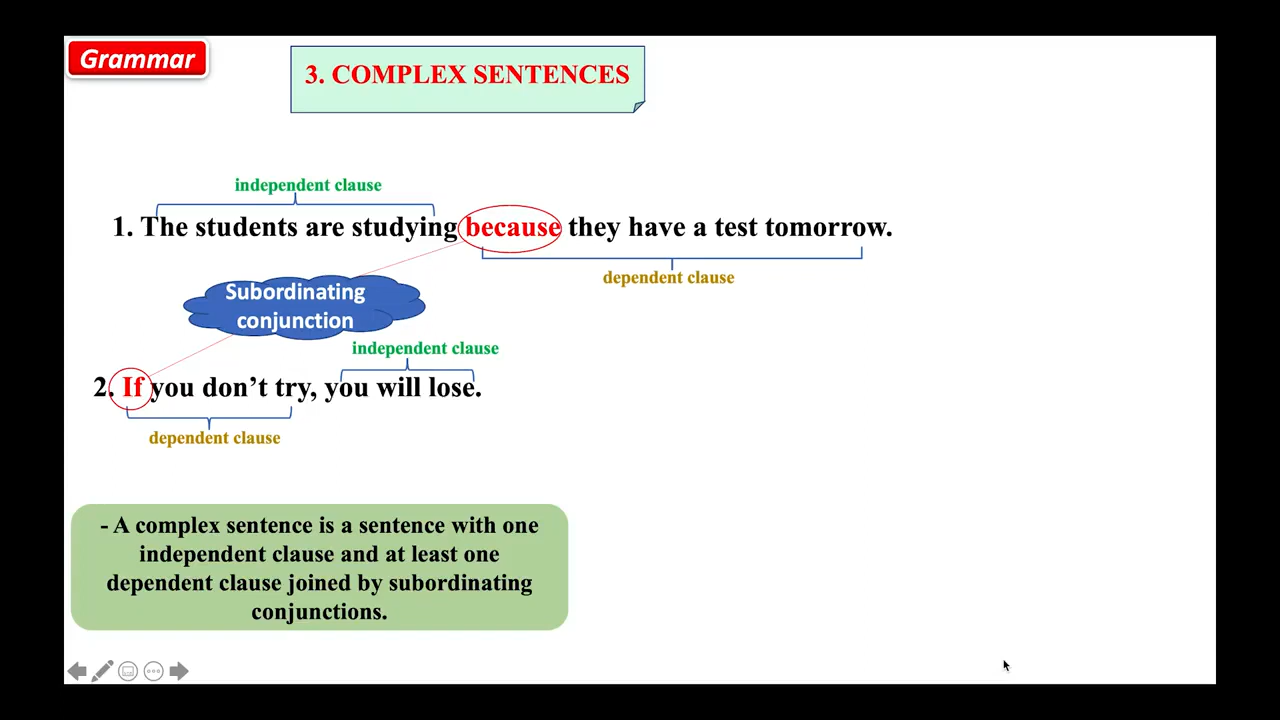 Grammar
3. COMPLEX SENTENCES
independent clause
1. The students are studying because they have a test tomorrow.
dependent clause
Subordinating
conjunction
independent clause
2. If you don’t try, you will lose.
dependent clause
- A complex sentence is a sentence with one
independent clause and at least one
dependent clause joined by subordinating
conjunctions.